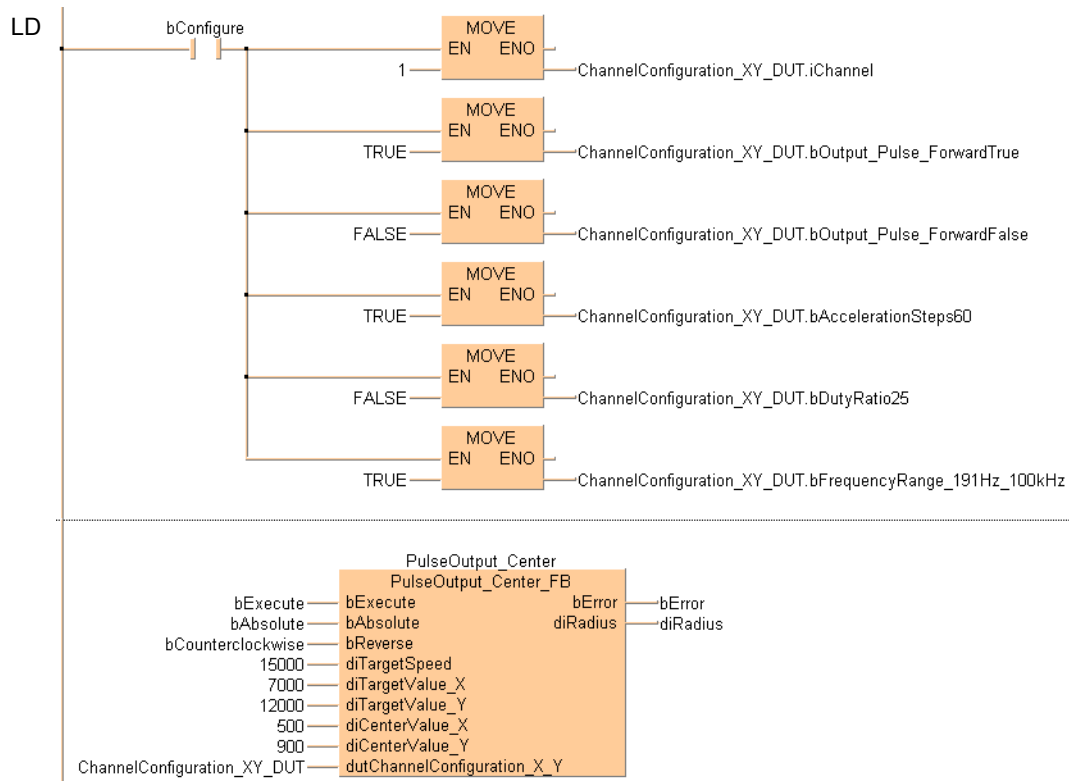 LD
bConfigure
MOVE
EN ENO
1 ChannelConfiguration_XY_DUT.iChannel
MOVE
EN ENO
TRUE ChannelConfiguration_XY_DUT.bOutput_Pulse_ForwardTrue
MOVE
EN ENO
FALSE ChannelConfiguration_XY_DUT.bOutput_Pulse_ForwardFalse
MOVE
EN ENO
TRUE ChannelConfiguration_XY_DUT.bAccelerationSteps60
MOVE
EN ENO
FALSE ChannelConfiguration_XY_DUT.bDutyRatio25
MOVE
EN ENO
TRUE ChannelConfiguration_XY_DUT.bFrequencyRange_191Hz_100kHz
PulseOutput_Center
PulseOutput_Center_FB
bExecute bExecute bError bError
bAbsolute bAbsolute diRadius diRadius
bCounterclockwise bReverse
15000 diTargetSpeed
7000 diTargetValue_X
12000 diTargetValue_Y
500 diCenterValue_X
900 diCenterValue_Y
ChannelConfiguration_XY_DUT dutChannelConfiguration_X_Y